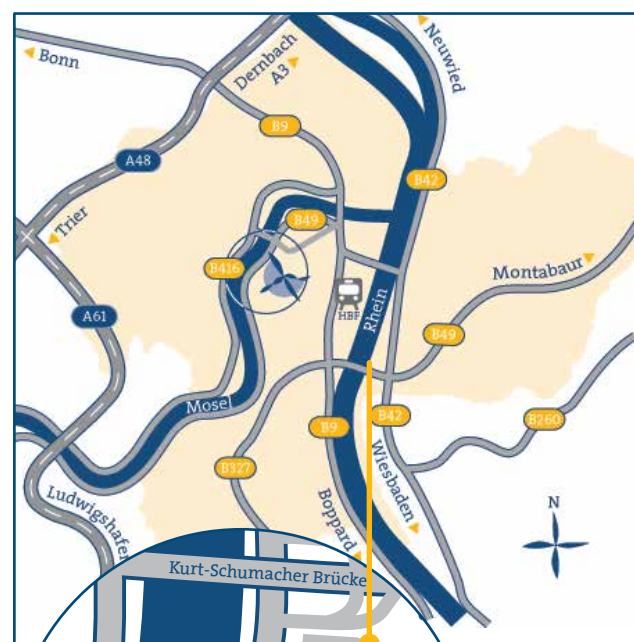 Bonn
Dernbach
A3
Neuwied
B9
A48
B42
Trier
B49
B416
Montabaur
HBF
Rhein
A61
B49
Mosel
B9
B42
B260
B327
Wiesbaden
Ludwigshafen
Boppard
N
Kurt-Schumacher Brücke